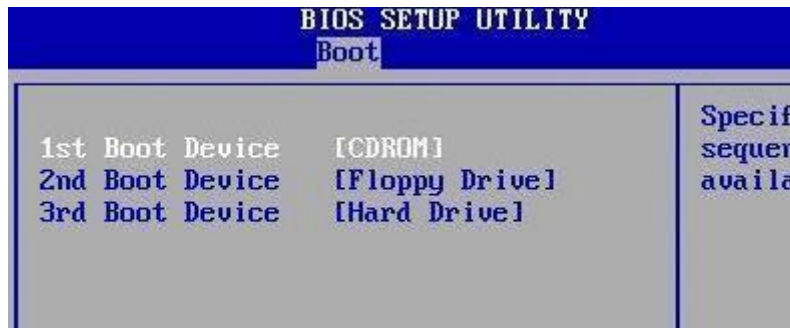 BIOS SETUP UTILITY
Boot
1st Boot Device [CDROM]
2nd Boot Device [Floppy Drive]
3rd Boot Device [Hard Drive]
Specif
sequen
availa